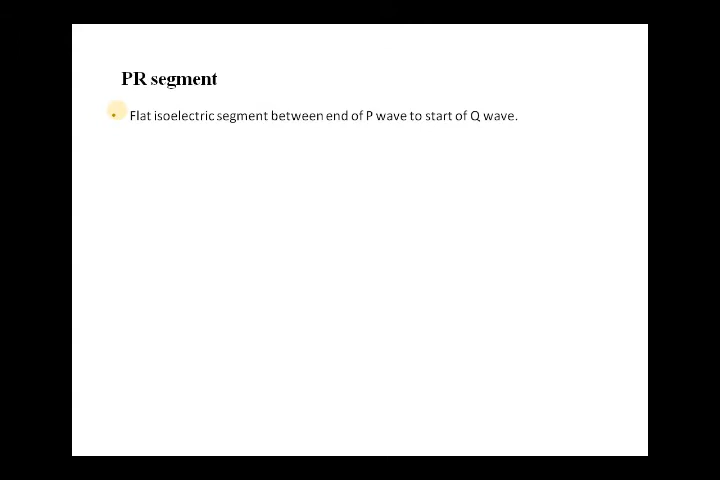 PR segment
• Flat isoelectric segment between end of P wave to start of Q wave.